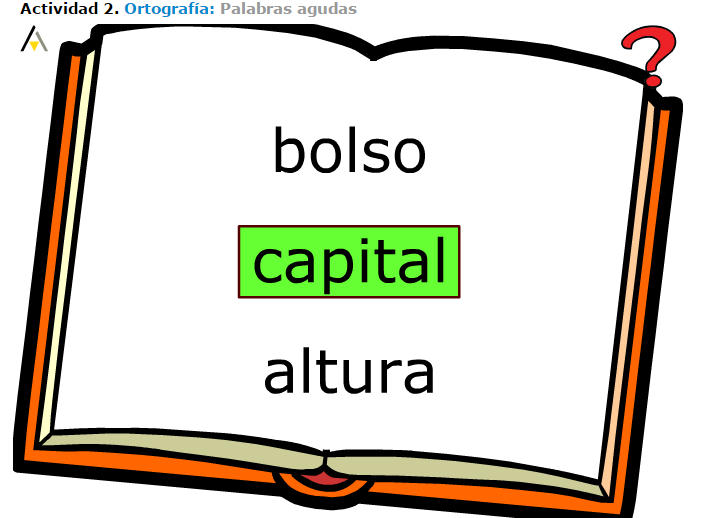 Actividad 2. Ortografía: Palabras agudas
?
bolso
capital
altura